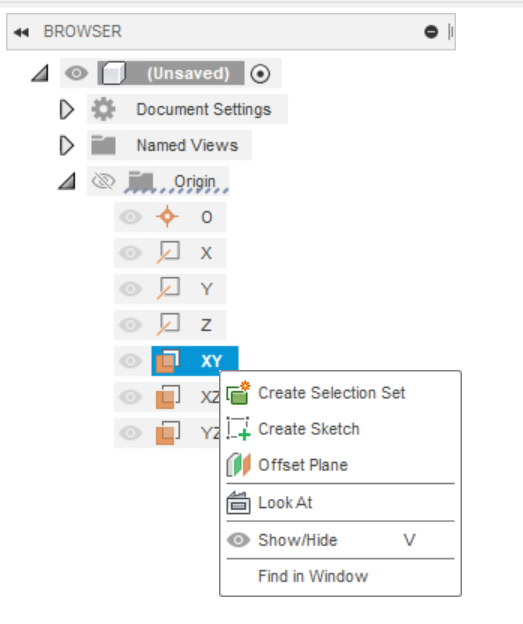 BROWSER
(Unsaved)
Document Settings
Named Views
Origin
O
X
Y
Z
XY
XZ
YZ
Create Selection Set
Create Sketch
Offset Plane
Look At
Show/Hide V
Find in Window